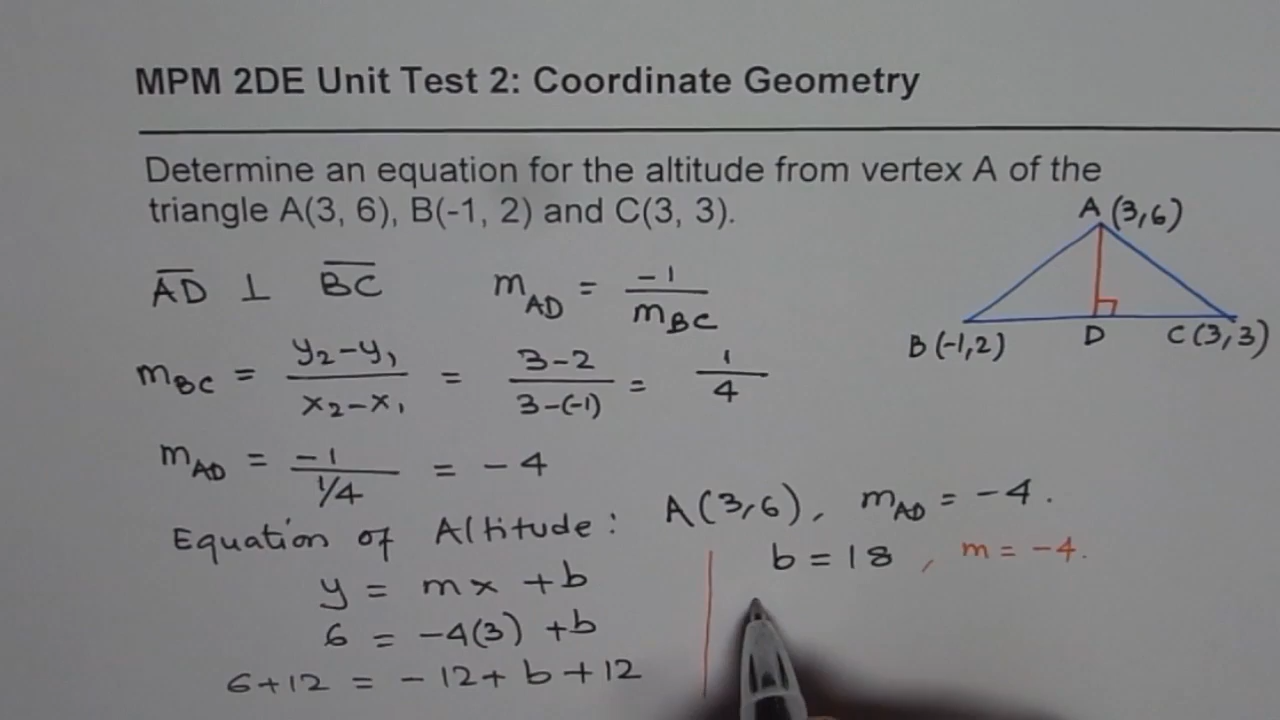 MPM 2DE Unit Test 2: Coordinate Geometry
Determine an equation for the altitude from vertex A of the
triangle A(3, 6), B(-1, 2) and C(3, 3).
A (3,6)
B (-1,2)
D
C (3,3)
A̅D̅ ⊥ B̅C̅
m_AD = -1/m_BC
m_BC = (y₂-y₁)/(x₂-x₁) = (3-2)/(3-(-1)) = 1/4
m_AD = -1/(1/4) = -4
Equation of Altitude: A(3,6), m_AD = -4.
y = mx + b
6 = -4(3) + b
6+12 = -12+b+12
b = 18, m = -4.